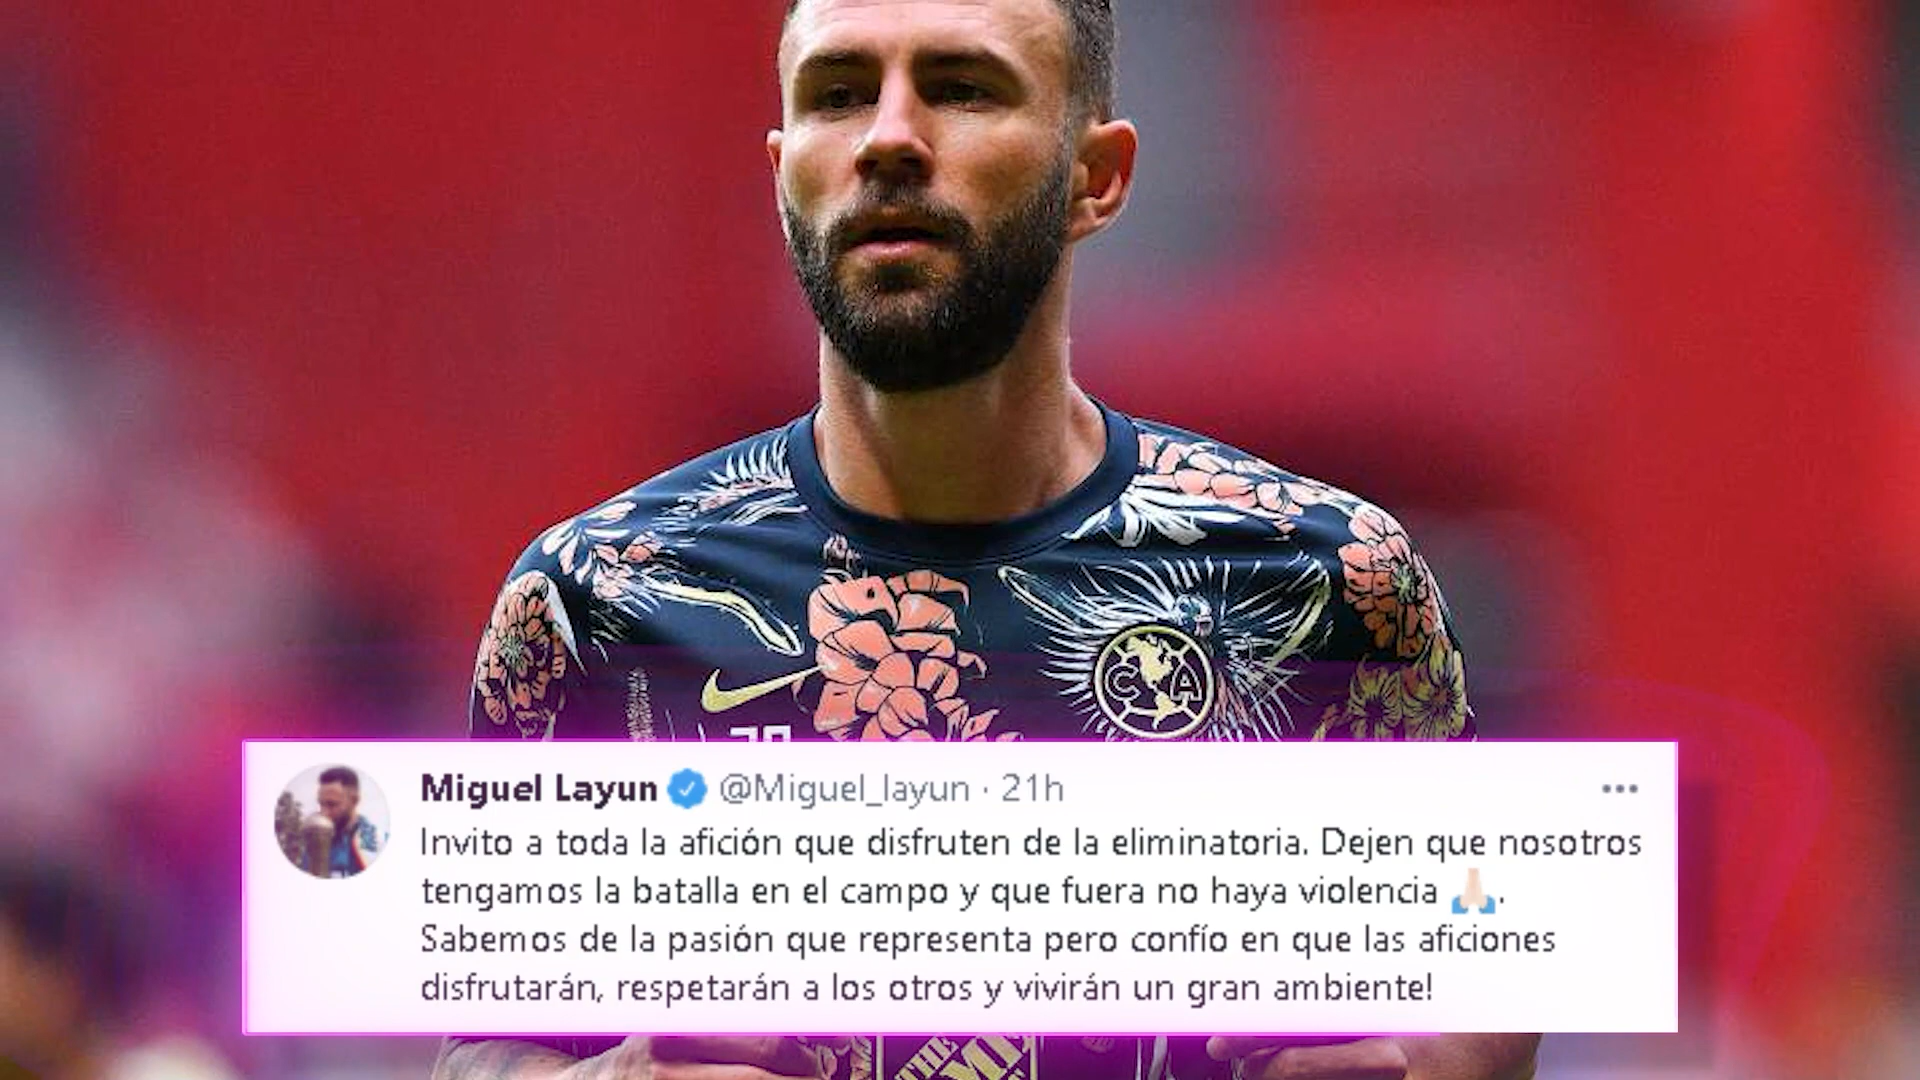 CA
Miguel Layun @Miguel_layun · 21h
Invito a toda la afición que disfruten de la eliminatoria. Dejen que nosotros
tengamos la batalla en el campo y que fuera no haya violencia 🙏🏻.
Sabemos de la pasión que representa pero confío en que las aficiones
disfrutarán, respetarán a los otros y vivirán un gran ambiente!
THE